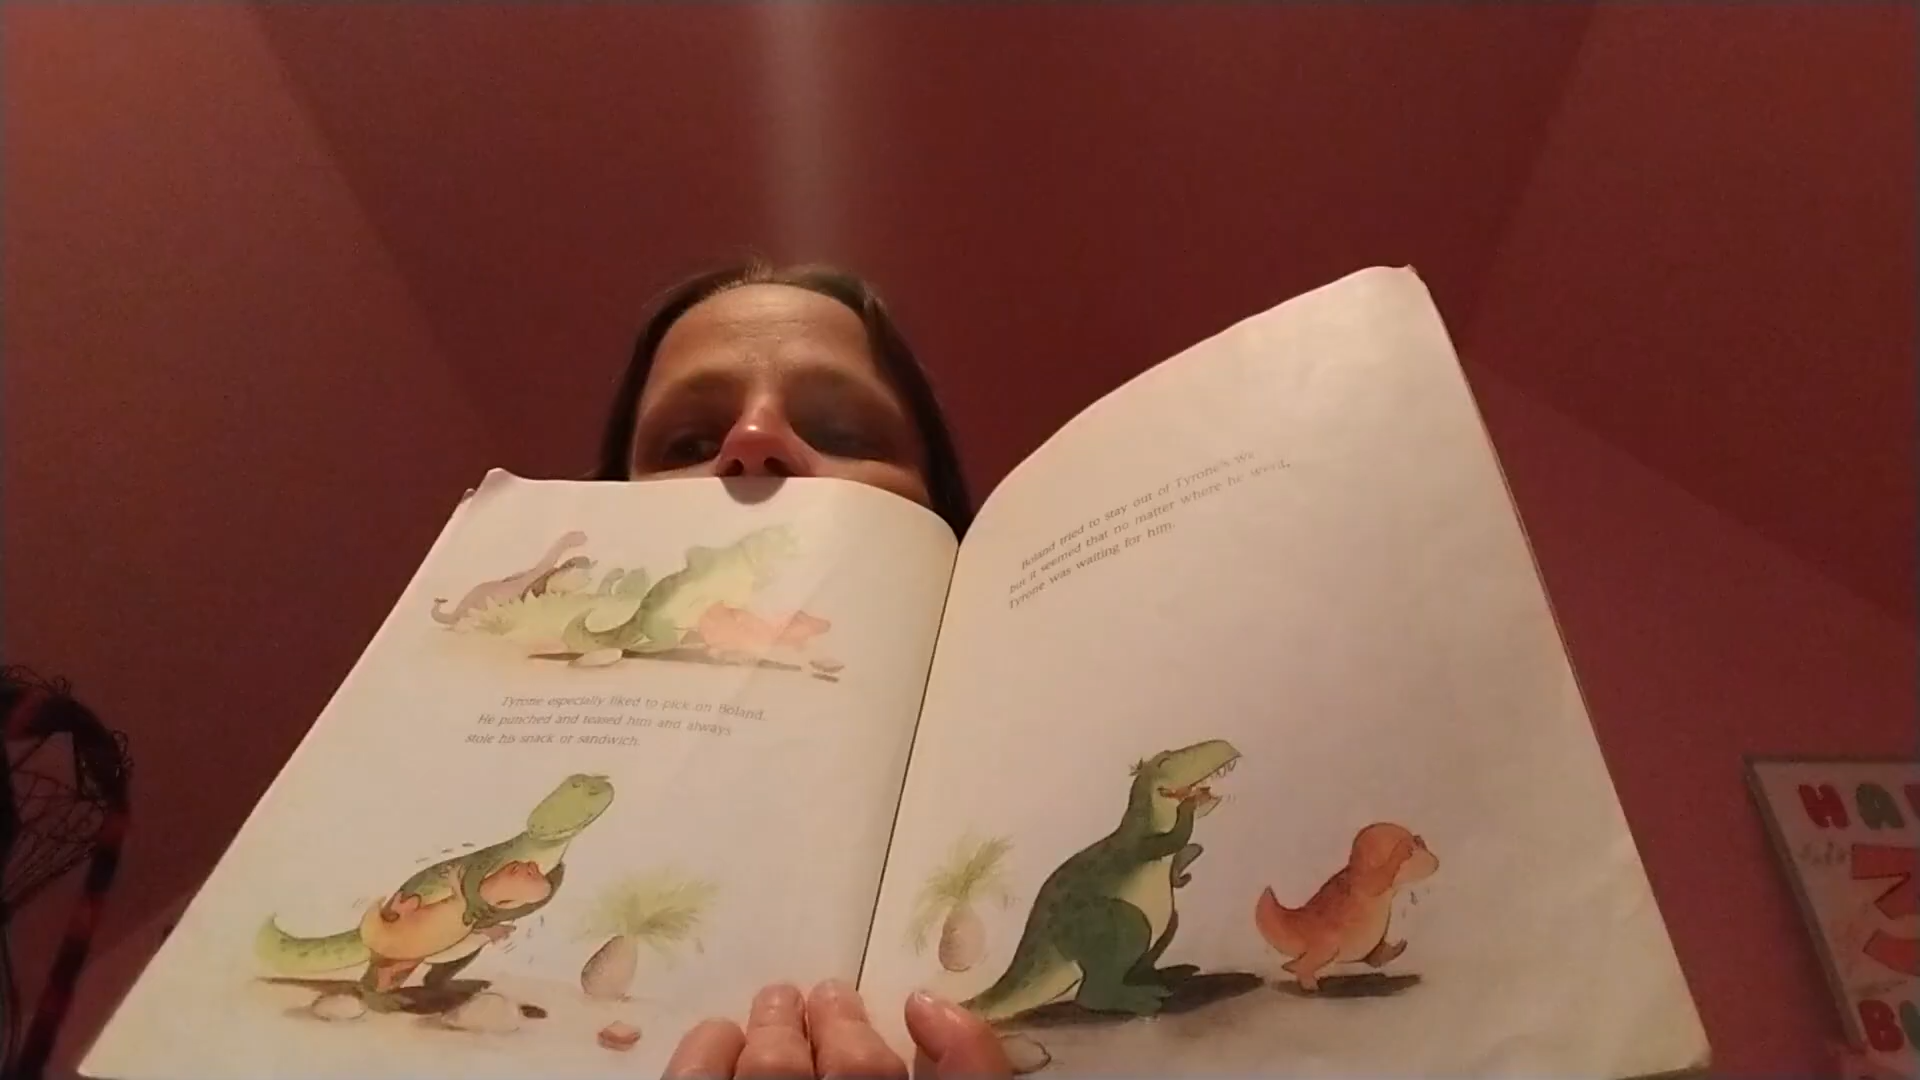 Tyrone especially liked to pick on Boland.
He punched and teased him and always
stole his snack or sandwich.
Boland tried to stay out of Tyrone's wa
but it seemed that no matter where he went,
Tyrone was waiting for him.
HA